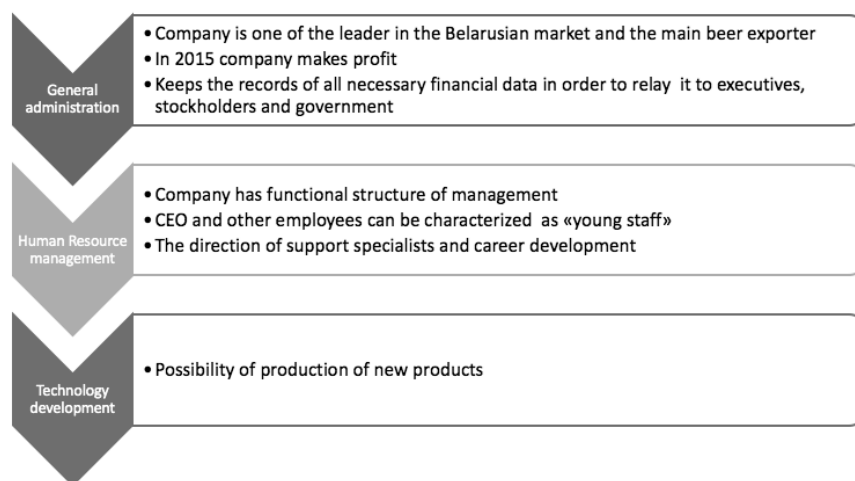 General
administration
• Company is one of the leader in the Belarusian market and the main beer exporter
• In 2015 company makes profit
• Keeps the records of all necessary financial data in order to relay it to executives,
stockholders and government
Human Resource
management
• Company has functional structure of management
• CEO and other employees can be characterized as «young staff»
• The direction of support specialists and career development
Technology
development
• Possibility of production of new products